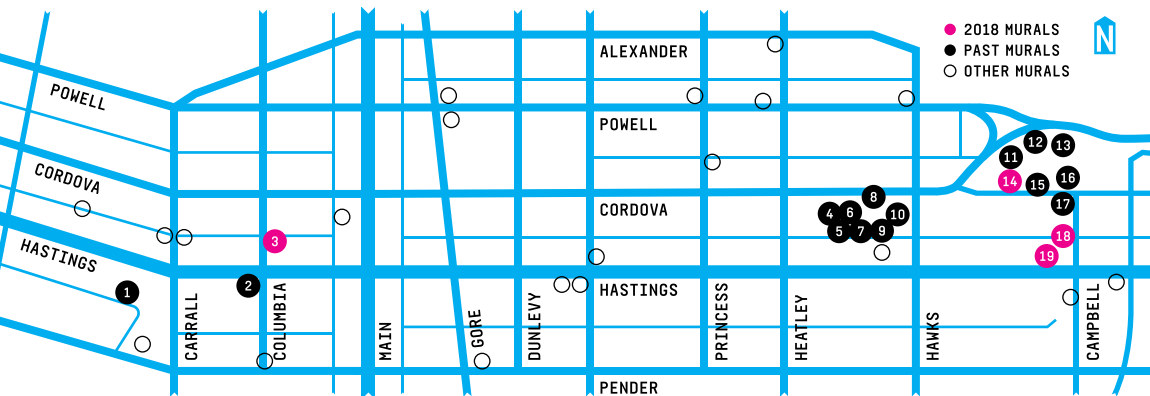 2018 MURALS
PAST MURALS
OTHER MURALS
N
ALEXANDER
POWELL
POWELL
CORDOVA
CORDOVA
HASTINGS
HASTINGS
PENDER
CARRALL
COLUMBIA
MAIN
GORE
DUNLEVY
PRINCESS
HEATLEY
HAWKS
CAMPBELL
1
2
3
4
5
6
7
8
9
10
11
12
13
14
15
16
17
18
19